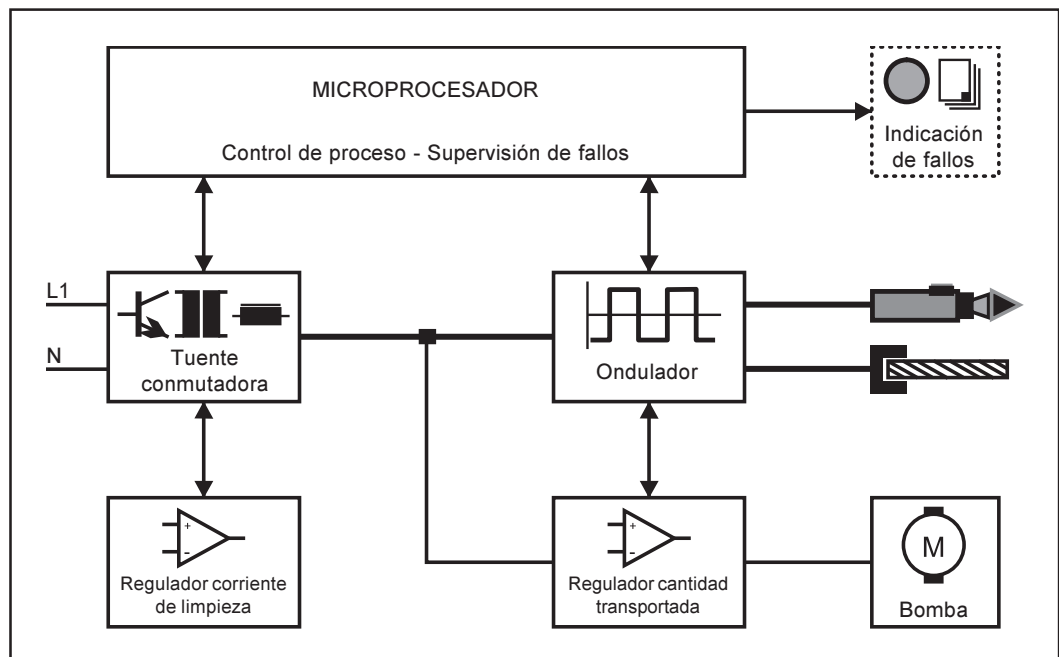 MICROPROCESADOR
Control de proceso - Supervisión de fallos
Indicación
de fallos
L1
N
Tuente
conmutadora
Ondulador
+
-
Regulador corriente
de limpieza
+
-
Regulador cantidad
transportada
M
Bomba